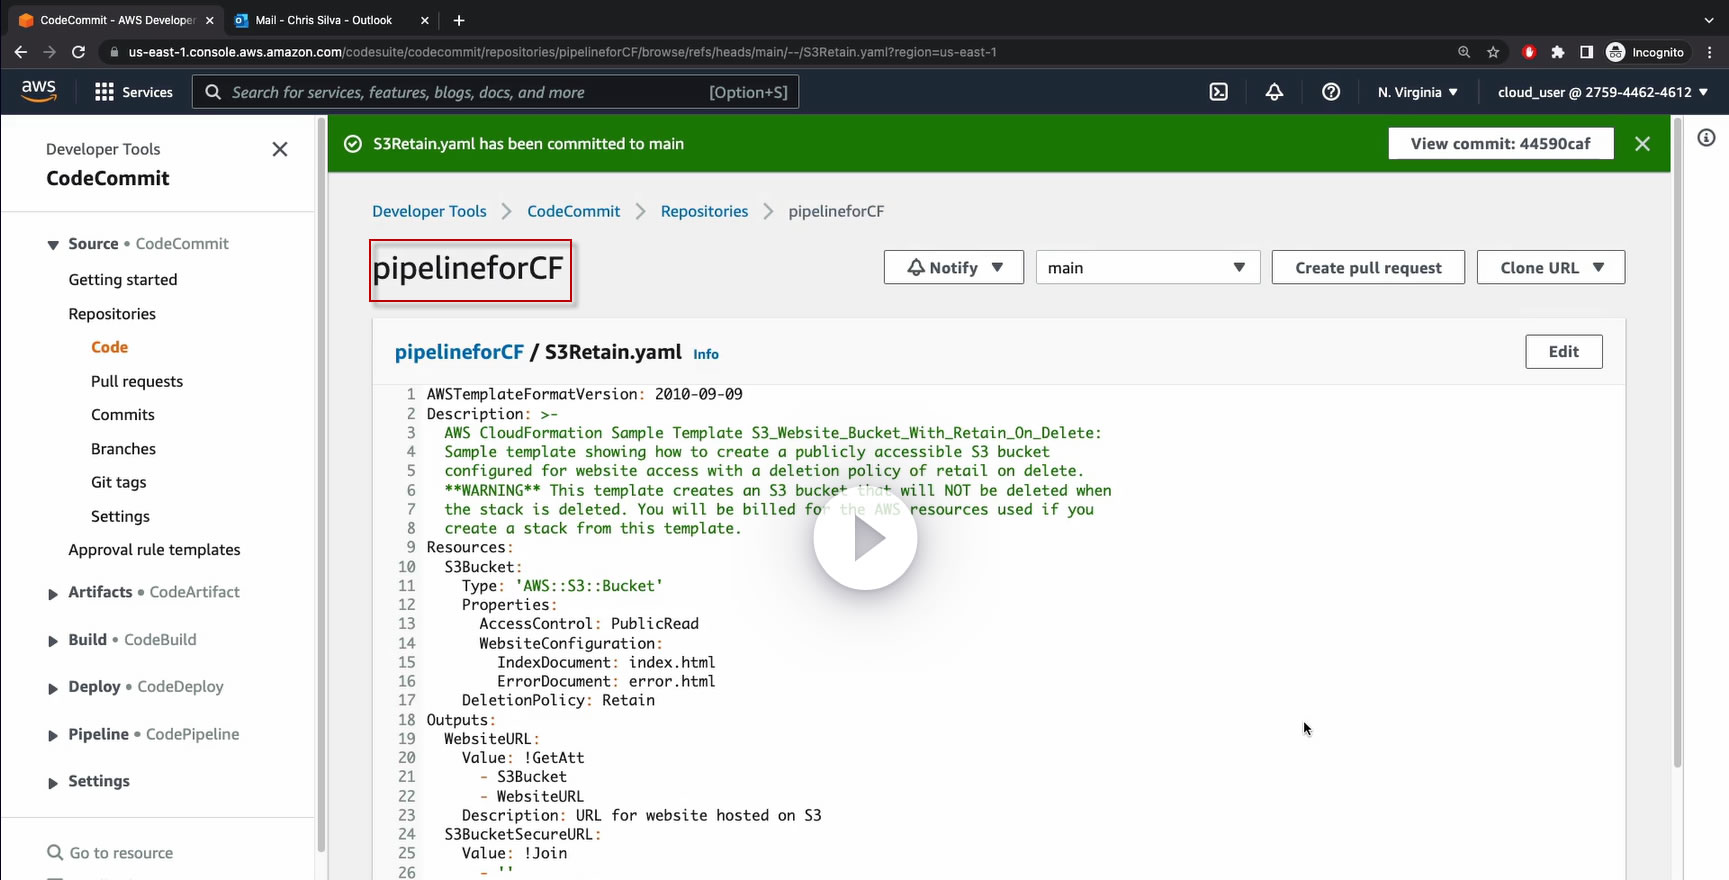 CodeCommit - AWS Developer
Mail - Chris Silva - Outlook
us-east-1.console.aws.amazon.com/codesuite/codecommit/repositories/pipelineforCF/browse/refs/heads/main/--/S3Retain.yaml?region=us-east-1
Incognito
aws
Services
Search for services, features, blogs, docs, and more
[Option+S]
N. Virginia
cloud_user @ 2759-4462-4612
Developer Tools
CodeCommit
Source • CodeCommit
Getting started
Repositories
Code
Pull requests
Commits
Branches
Git tags
Settings
Approval rule templates
Artifacts • CodeArtifact
Build • CodeBuild
Deploy • CodeDeploy
Pipeline • CodePipeline
Settings
Go to resource
S3Retain.yaml has been committed to main
View commit: 44590caf
Developer Tools > CodeCommit > Repositories > pipelineforCF
pipelineforCF
Notify
main
Create pull request
Clone URL
pipelineforCF / S3Retain.yaml Info
Edit
1 AWSTemplateFormatVersion: 2010-09-09
2 Description: >-
3 AWS CloudFormation Sample Template S3_Website_Bucket_With_Retain_On_Delete:
4 Sample template showing how to create a publicly accessible S3 bucket
5 configured for website access with a deletion policy of retail on delete.
6 **WARNING** This template creates an S3 bucket that will NOT be deleted when
7 the stack is deleted. You will be billed for the AWS resources used if you
8 create a stack from this template.
9 Resources:
10 S3Bucket:
11 Type: 'AWS::S3::Bucket'
12 Properties:
13 AccessControl: PublicRead
14 WebsiteConfiguration:
15 IndexDocument: index.html
16 ErrorDocument: error.html
17 DeletionPolicy: Retain
18 Outputs:
19 WebsiteURL:
20 Value: !GetAtt
21 - S3Bucket
22 - WebsiteURL
23 Description: URL for website hosted on S3
24 S3BucketSecureURL:
25 Value: !Join
26 - ''